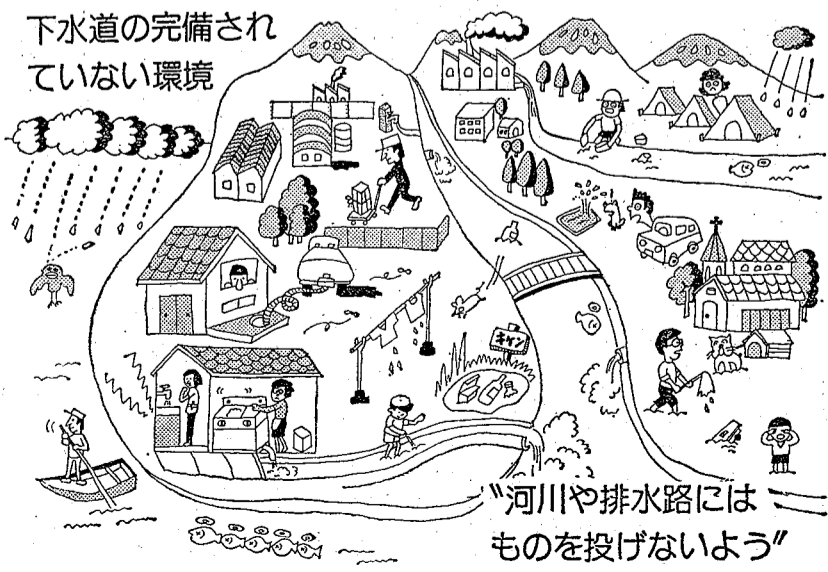 下水道の完備され
ていない環境
キケン
〝河川や排水路には
ものを投げないよう〟